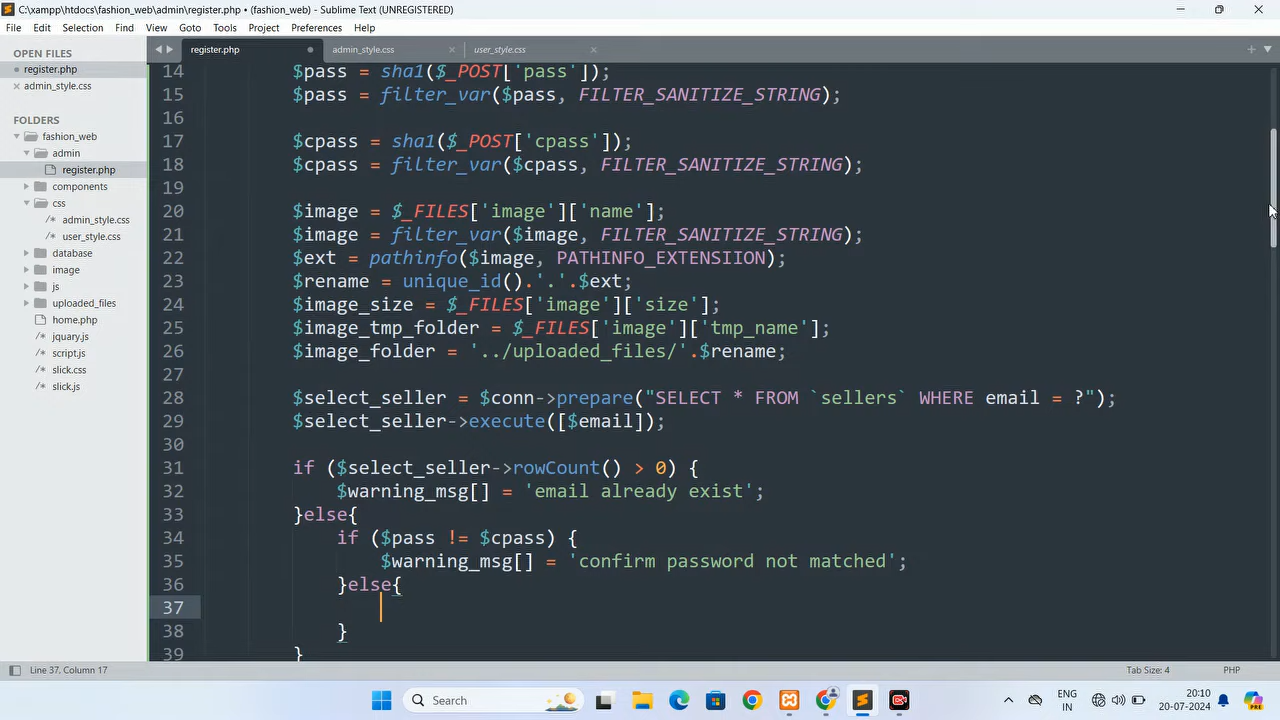 C:\xampp\htdocs\fashion_web\admin\register.php • (fashion_web) - Sublime Text (UNREGISTERED)
File Edit Selection Find View Goto Tools Project Preferences Help
OPEN FILES
register.php
admin_style.css
FOLDERS
fashion_web
admin
register.php
components
css
admin_style.css
user_style.css
database
image
js
uploaded_files
home.php
jquary.js
script.js
slick.css
slick.js
register.php admin_style.css user_style.css
14 $pass = sha1($_POST['pass']);
15 $pass = filter_var($pass, FILTER_SANITIZE_STRING);
16
17 $cpass = sha1($_POST['cpass']);
18 $cpass = filter_var($cpass, FILTER_SANITIZE_STRING);
19
20 $image = $_FILES['image']['name'];
21 $image = filter_var($image, FILTER_SANITIZE_STRING);
22 $ext = pathinfo($image, PATHINFO_EXTENSIION);
23 $rename = unique_id().'.'.$ext;
24 $image_size = $_FILES['image']['size'];
25 $image_tmp_folder = $_FILES['image']['tmp_name'];
26 $image_folder = '../uploaded_files/'.$rename;
27
28 $select_seller = $conn->prepare("SELECT * FROM `sellers` WHERE email = ?");
29 $select_seller->execute([$email]);
30
31 if ($select_seller->rowCount() > 0) {
32 $warning_msg[] = 'email already exist';
33 }else{
34 if ($pass != $cpass) {
35 $warning_msg[] = 'confirm password not matched';
36 }else{
37
38 }
39 }
Line 37, Column 17 Tab Size: 4 PHP
Search
ENG
IN
20:10
20-07-2024